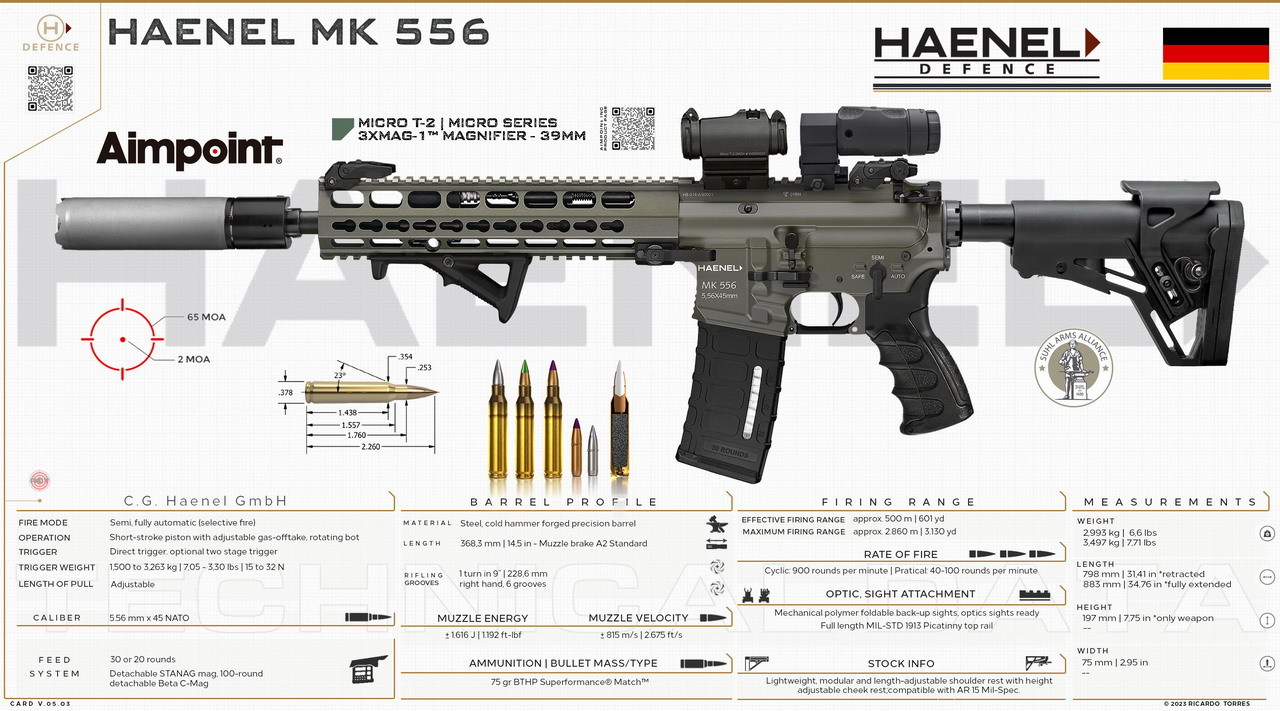 H
DEFENCE
HAENEL MK 556
HAENEL
DEFENCE
Aimpoint®
MICRO T-2 | MICRO SERIES
3XMAG-1™ MAGNIFIER - 39MM
HAENEL
HAENEL
MK 556
5,56X45mm
SAFE
SEMI
AUTO
30 ROUNDS
65 MOA
2 MOA
SUHL ARMS ALLIANCE
.354
.253
23°
.378
1.438
1.557
1.760
2.260
TECHNICAL DATA
C.G. Haenel GmbH
FIRE MODE Semi, fully automatic (selective fire)
OPERATION Short-stroke piston with adjustable gas-offtake, rotating bot
TRIGGER Direct trigger. optional two stage trigger
TRIGGER WEIGHT 1,500 to 3,263 kg | 7,05 - 3,30 lbs | 15 to 32 N
LENGTH OF PULL Adjustable
CALIBER 5.56 mm x 45 NATO
FEED SYSTEM
30 or 20 rounds
Detachable STANAG mag, 100-round
detachable Beta C-Mag
BARREL PROFILE
MATERIAL Steel, cold hammer forged precision barrel
LENGTH 368,3 mm | 14,5 in - Muzzle brake A2 Standard
RIFLING GROOVES
1 turn in 9" | 228,6 mm
right hand, 6 grooves
MUZZLE ENERGY
± 1.616 J | 1.192 ft-lbf
MUZZLE VELOCITY
± 815 m/s | 2.675 ft/s
AMMUNITION | BULLET MASS/TYPE
75 gr BTHP Superformance® Match™
FIRING RANGE
EFFECTIVE FIRING RANGE approx. 500 m | 601 yd
MAXIMUM FIRING RANGE approx. 2.860 m | 3.130 yd
RATE OF FIRE
Cyclic: 900 rounds per minute | Pratical: 40-100 rounds per minute
OPTIC, SIGHT ATTACHMENT
Mechanical polymer foldable back-up sights, optics sights ready
Full length MIL-STD 1913 Picatinny top rail
STOCK INFO
Lightweight, modular and length-adjustable shoulder rest with height
adjustable cheek rest;compatible with AR 15 Mil-Spec.
MEASUREMENTS
WEIGHT
2,993 kg | 6,6 lbs
3,497 kg | 7,71 lbs
LENGTH
798 mm | 31,41 in *retracted
883 mm | 34,76 in *fully extended
HEIGHT
197 mm | 7,75 in *only weapon
--
WIDTH
75 mm | 2,95 in
--
CARD V.05.03
© 2023 RICARDO TORRES